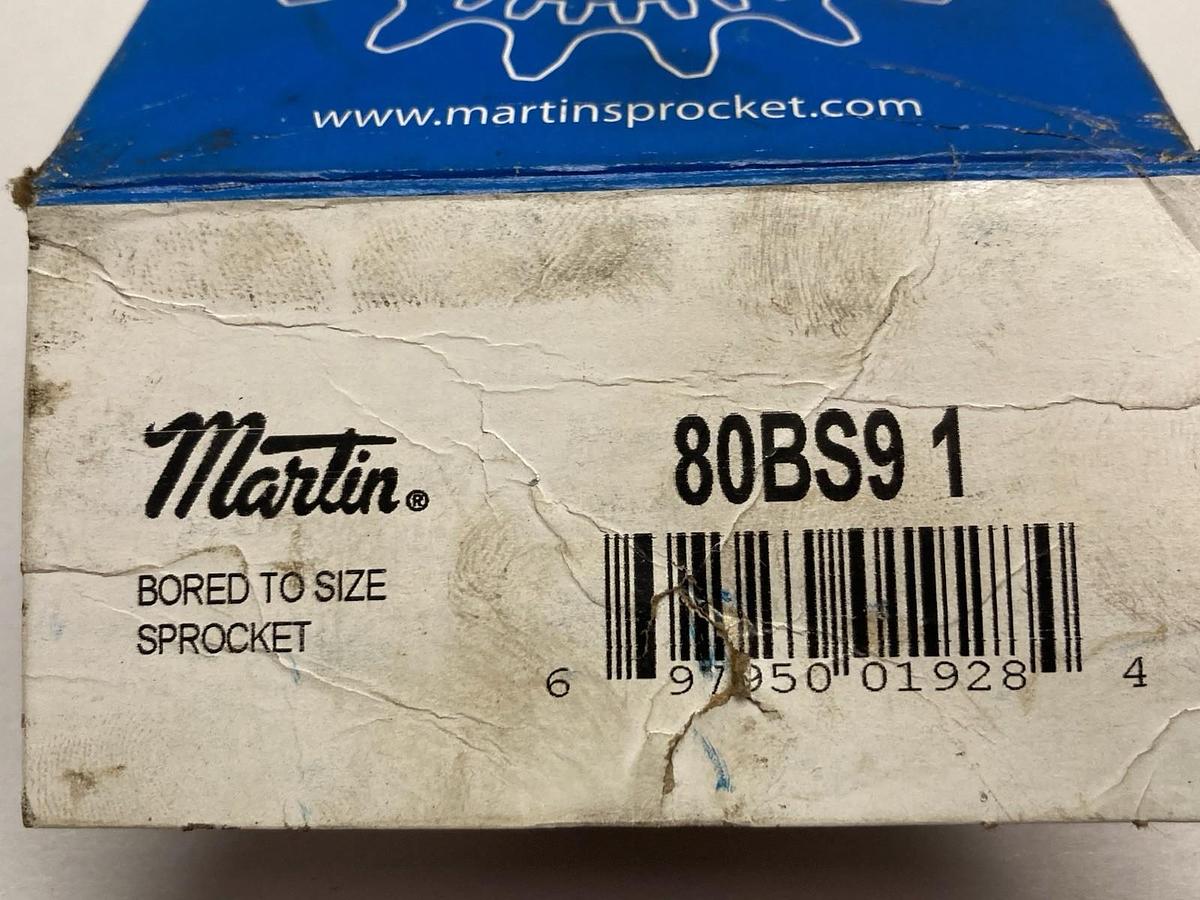 www.martinsprocket.com
Martin®
80BS9 1
BORED TO SIZE
SPROCKET
6 97950 01928 4